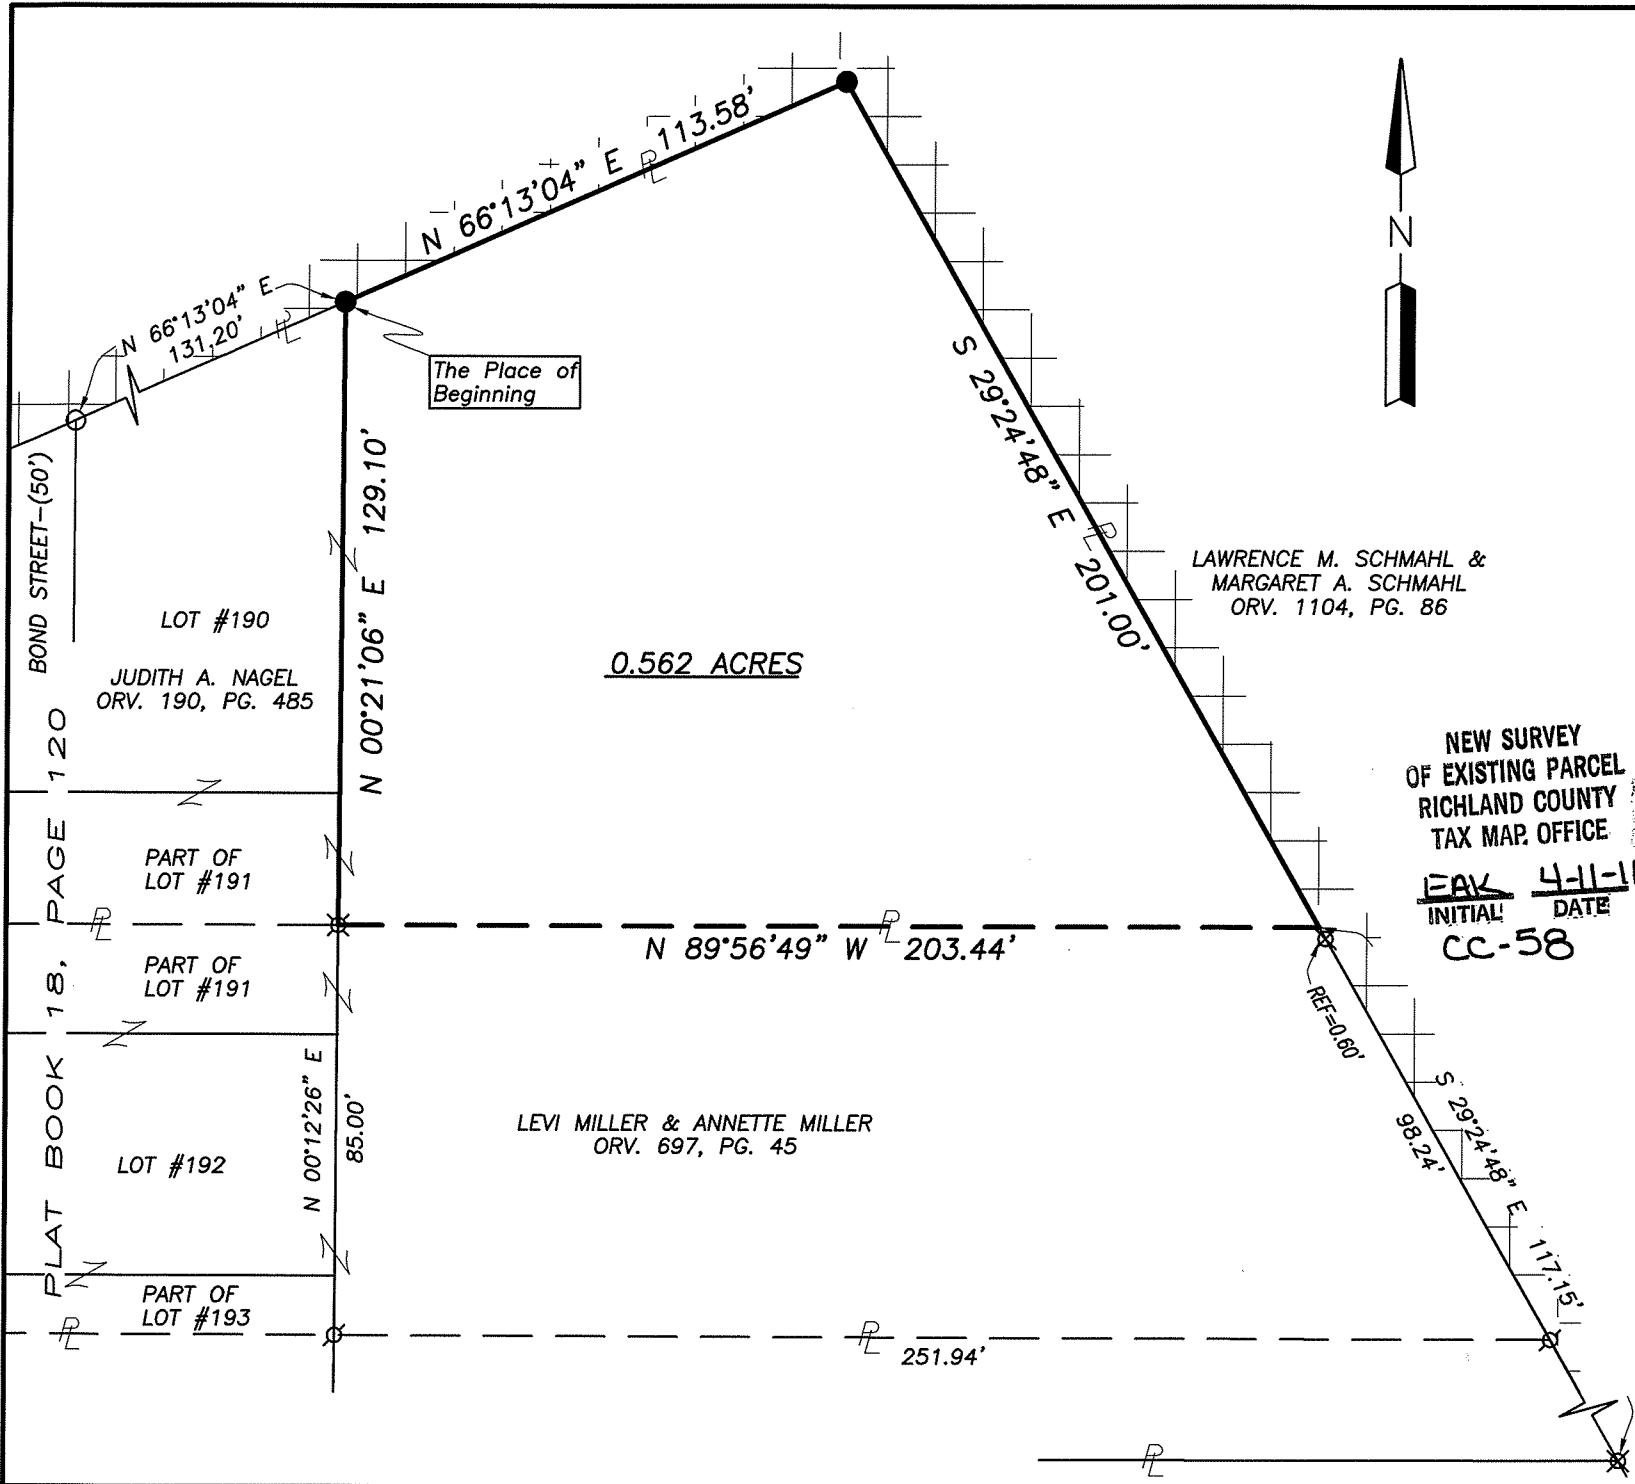 N 66°13'04" E 113.58'
P/L
N
N 66°13'04" E
131.20'
P/L
The Place of
Beginning
BOND STREET-(50')
N 00°21'06" E 129.10'
S 29°24'48" E 201.00'
P/L
LAWRENCE M. SCHMAHL &
MARGARET A. SCHMAHL
ORV. 1104, PG. 86
LOT #190
JUDITH A. NAGEL
ORV. 190, PG. 485
0.562 ACRES
NEW SURVEY
OF EXISTING PARCEL
RICHLAND COUNTY
TAX MAP OFFICE
EAK 4-11-11
INITIAL DATE
CC-58
PLAT BOOK 18, PAGE 120
PART OF
LOT #191
P/L
P/L
N 89°56'49" W 203.44'
PART OF
LOT #191
REF=0.60'
N 00°12'26" E
85.00'
LEVI MILLER & ANNETTE MILLER
ORV. 697, PG. 45
S 29°24'48" E 117.15'
98.24'
LOT #192
PART OF
LOT #193
P/L
P/L
251.94'
P/L